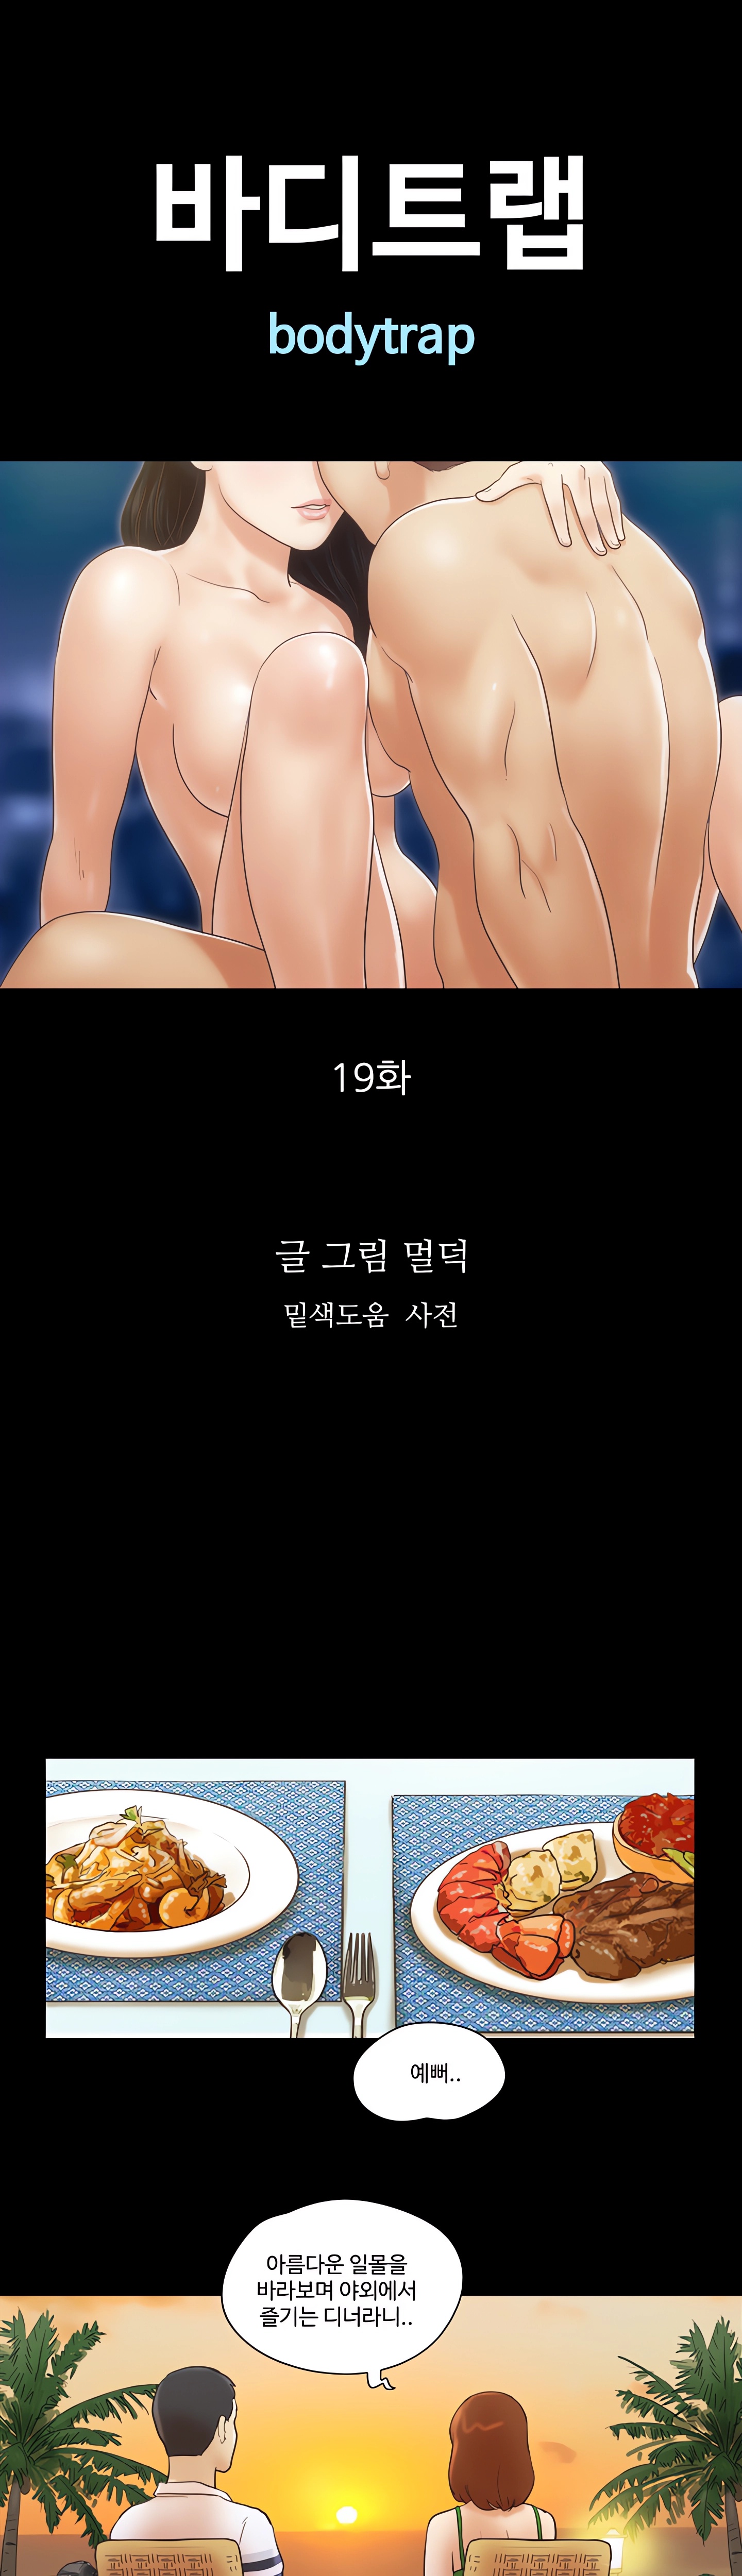 바디트랩
bodytrap
19화
글 그림 멀덕
밑색도움 사전
예뻐..
아름다운 일몰을
바라보며 야외에서
즐기는 디너라니..